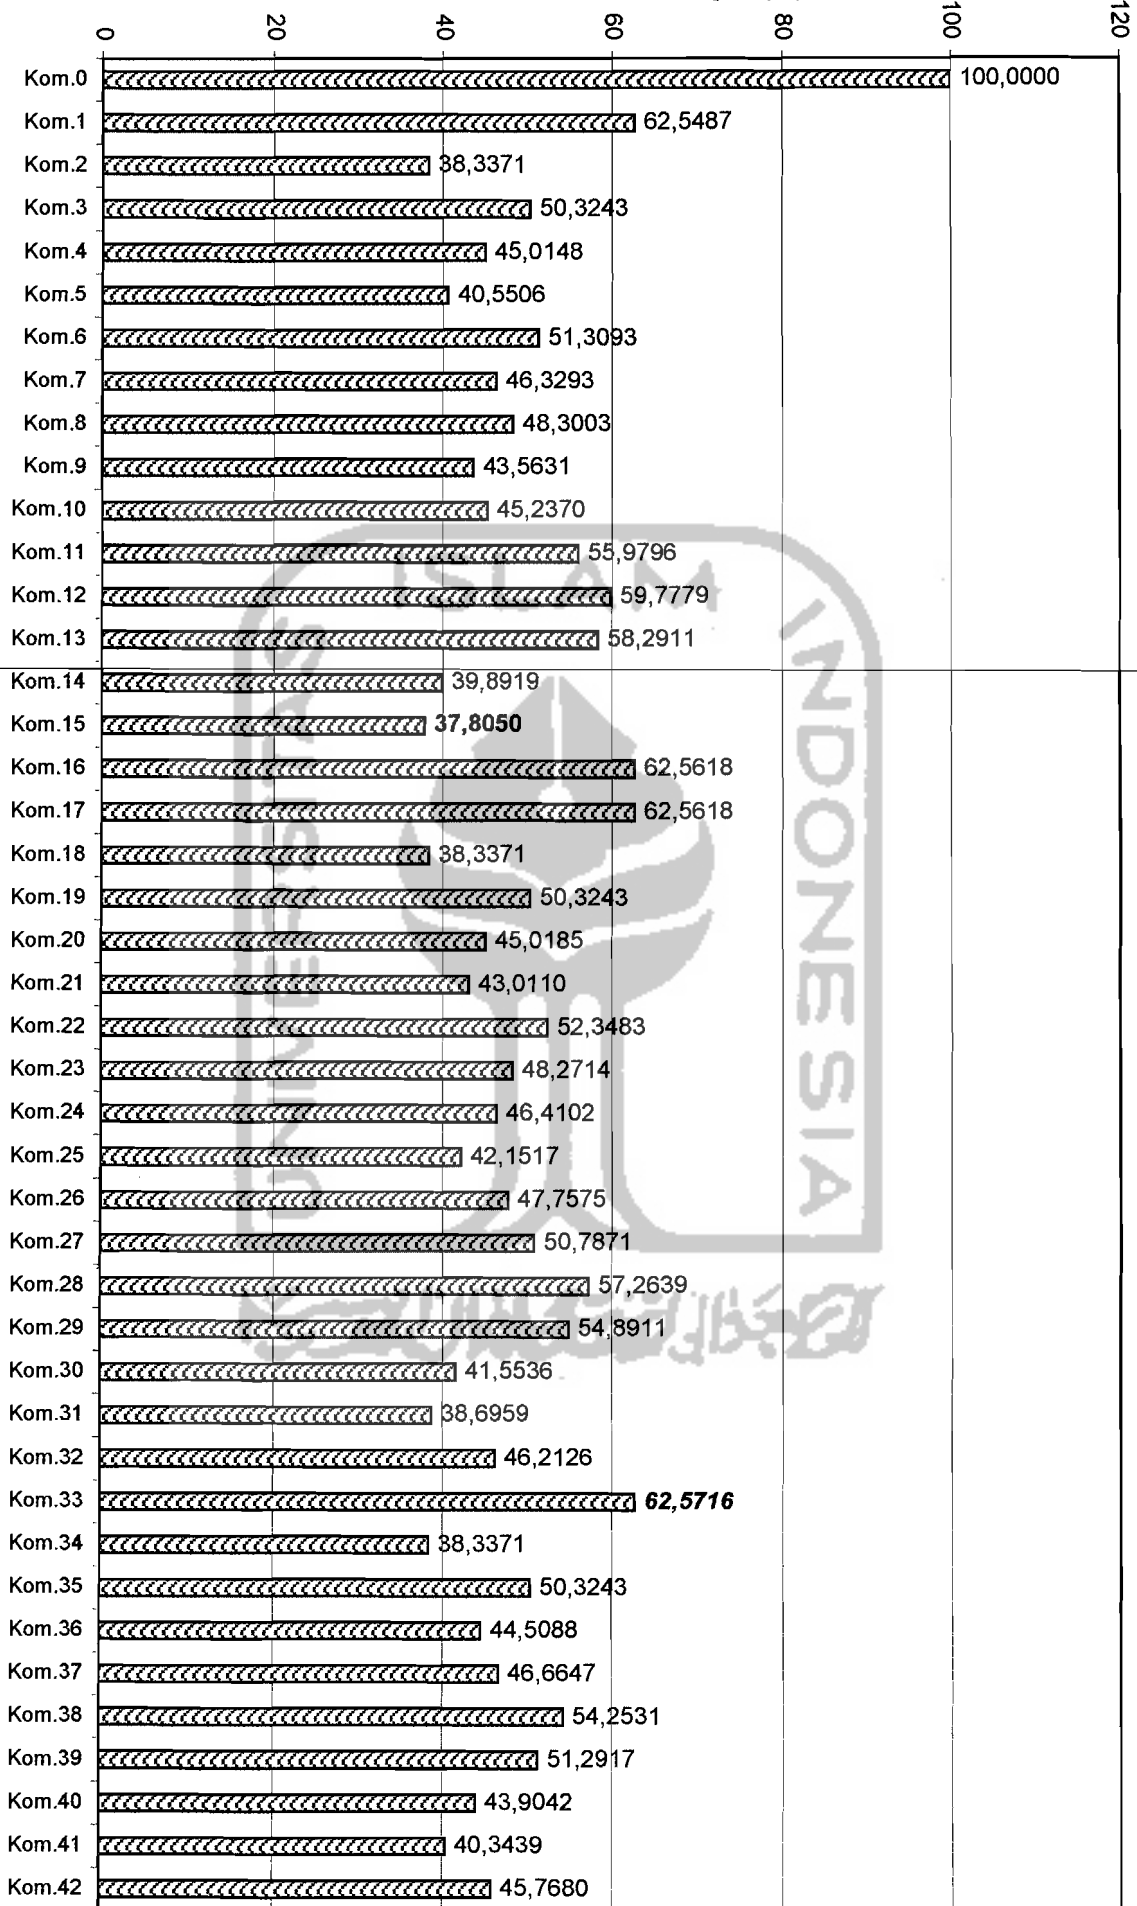 0 20 40 60 80 100 120
Kom.0 100,0000
Kom.1 62,5487
Kom.2 38,3371
Kom.3 50,3243
Kom.4 45,0148
Kom.5 40,5506
Kom.6 51,3093
Kom.7 46,3293
Kom.8 48,3003
Kom.9 43,5631
Kom.10 45,2370
Kom.11 55,9796
Kom.12 59,7779
Kom.13 58,2911
Kom.14 39,8919
Kom.15 37,8050
Kom.16 62,5618
Kom.17 62,5618
Kom.18 38,3371
Kom.19 50,3243
Kom.20 45,0185
Kom.21 43,0110
Kom.22 52,3483
Kom.23 48,2714
Kom.24 46,4102
Kom.25 42,1517
Kom.26 47,7575
Kom.27 50,7871
Kom.28 57,2639
Kom.29 54,8911
Kom.30 41,5536
Kom.31 38,6959
Kom.32 46,2126
Kom.33 62,5716
Kom.34 38,3371
Kom.35 50,3243
Kom.36 44,5088
Kom.37 46,6647
Kom.38 54,2531
Kom.39 51,2917
Kom.40 43,9042
Kom.41 40,3439
Kom.42 45,7680
UNIVERSITAS
ISLAM
INDONESIA